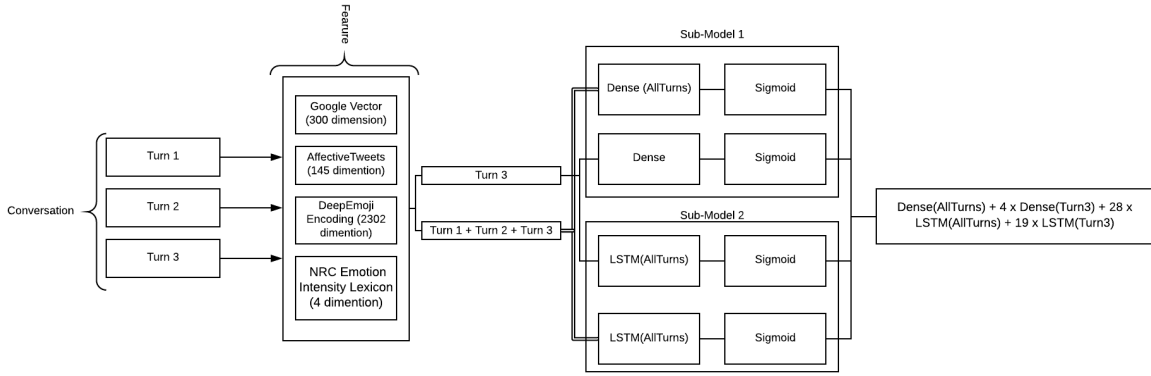 Fearure
Sub-Model 1
Google Vector
(300 dimension)
Dense (AllTurns)
Sigmoid
Turn 1
AffectiveTweets
(145 dimention)
Dense
Sigmoid
Turn 3
Conversation
Turn 2
DeepEmoji
Encoding (2302
dimention)
Turn 1 + Turn 2 + Turn 3
Sub-Model 2
Dense(AllTurns) + 4 x Dense(Turn3) + 28 x
LSTM(AllTurns) + 19 x LSTM(Turn3)
Turn 3
NRC Emotion
Intensity Lexicon
(4 dimention)
LSTM(AllTurns)
Sigmoid
LSTM(AllTurns)
Sigmoid